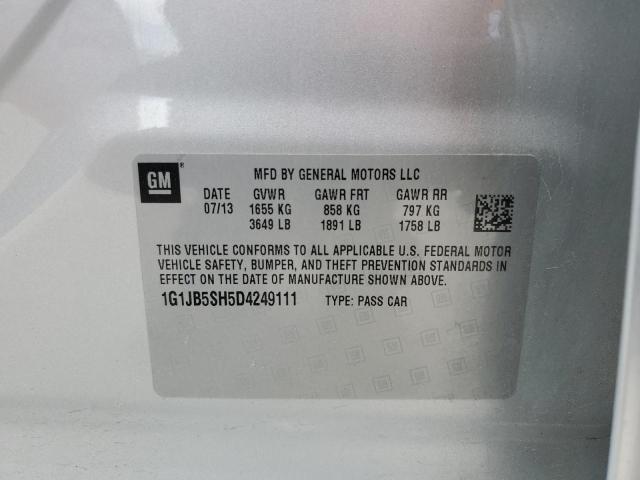 GM
MFD BY GENERAL MOTORS LLC
DATE GVWR GAWR FRT GAWR RR
07/13 1655 KG 858 KG 797 KG
3649 LB 1891 LB 1758 LB
THIS VEHICLE CONFORMS TO ALL APPLICABLE U.S. FEDERAL MOTOR
VEHICLE SAFETY, BUMPER, AND THEFT PREVENTION STANDARDS IN
EFFECT ON THE DATE OF MANUFACTURE SHOWN ABOVE.
1G1JB5SH5D4249111 TYPE: PASS CAR